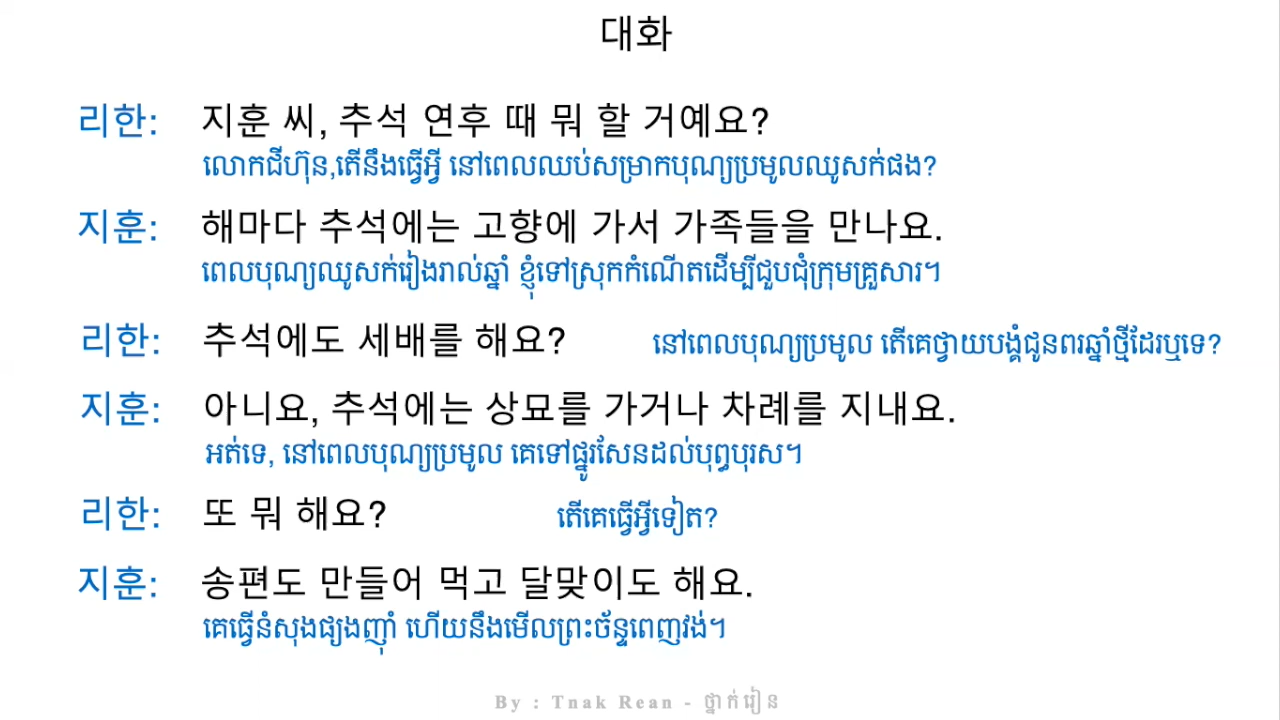 대화
리한: 지훈 씨, 추석 연후 때 뭐 할 거예요?
លោកជីហ៊ុន,តើនឹងធ្វើអ្វី នៅពេលឈប់សម្រាកបុណ្យប្រមូលឈូសក់ផង?
지훈: 해마다 추석에는 고향에 가서 가족들을 만나요.
ពេលបុណ្យឈូសក់រៀងរាល់ឆ្នាំ ខ្ញុំទៅស្រុកកំណើតដើម្បីជួបជុំក្រុមគ្រួសារ។
리한: 추석에도 세배를 해요? នៅពេលបុណ្យប្រមូល តើគេថ្វាយបង្គំជូនពរឆ្នាំថ្មីដែរឬទេ?
지훈: 아니요, 추석에는 상묘를 가거나 차례를 지내요.
អត់ទេ, នៅពេលបុណ្យប្រមូល គេទៅផ្នូរសែនដល់បុព្វបុរស។
리한: 또 뭐 해요? តើគេធ្វើអ្វីទៀត?
지훈: 송편도 만들어 먹고 달맞이도 해요.
គេធ្វើនំសុងផ្យងញ៉ាំ ហើយនឹងមើលព្រះច័ន្ទពេញវង់។
By : Tnak Rean - ថ្នាក់រៀន